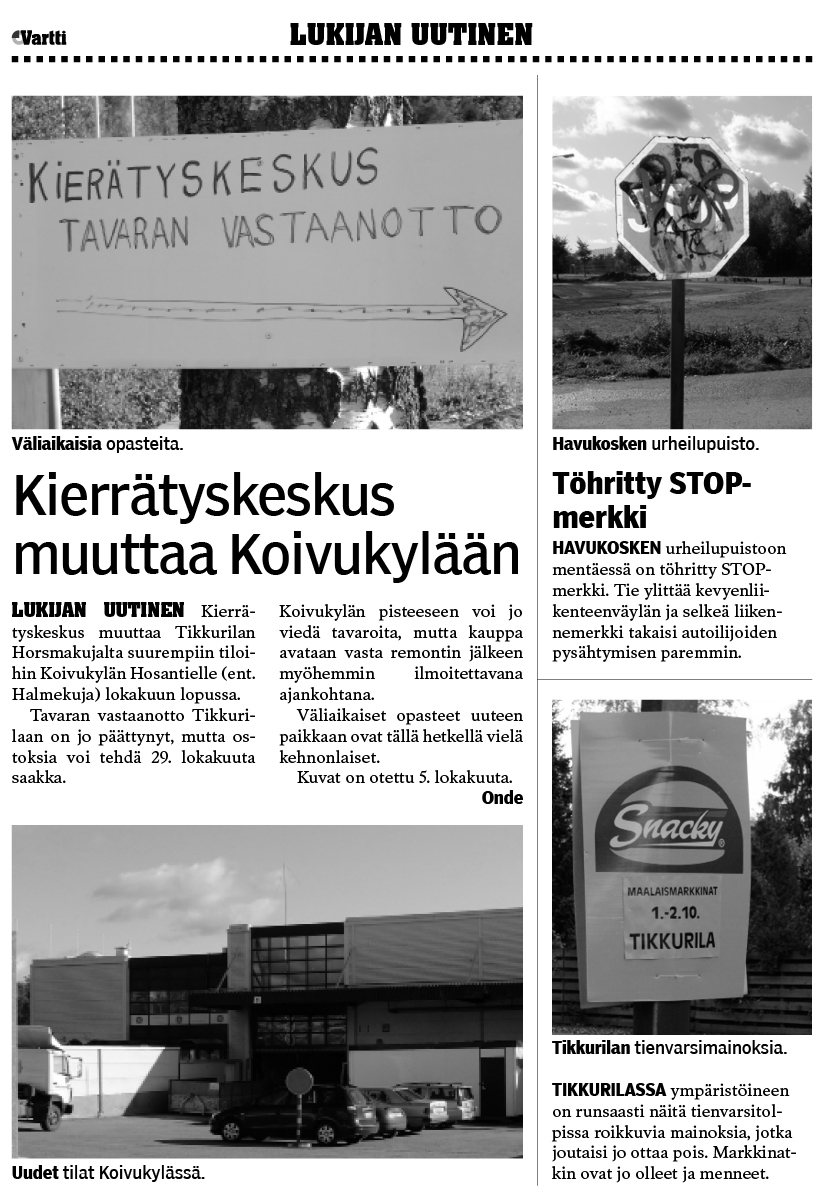 Vartti
LUKIJAN UUTINEN
KIERÄTYSKESKUS
TAVARAN VASTAANOTTO
Väliaikaisia opasteita.
Kierrätyskeskus
muuttaa Koivukylään
LUKIJAN UUTINEN Kierrä-
tyskeskus muuttaa Tikkurilan
Horsmakujalta suurempiin tiloi-
hin Koivukylän Hosantielle (ent.
Halmekuja) lokakuun lopussa.
Tavaran vastaanotto Tikkuri-
laan on jo päättynyt, mutta os-
toksia voi tehdä 29. lokakuuta
saakka.
Koivukylän pisteeseen voi jo
viedä tavaroita, mutta kauppa
avataan vasta remontin jälkeen
myöhemmin ilmoitettavana
ajankohtana.
Väliaikaiset opasteet uuteen
paikkaan ovat tällä hetkellä vielä
kehnonlaiset.
Kuvat on otettu 5. lokakuuta.
Onde
Uudet tilat Koivukylässä.
Havukosken urheilupuisto.
Töhritty STOP-
merkki
HAVUKOSKEN urheilupuistoon
mentäessä on töhritty STOP-
merkki. Tie ylittää kevyenlii-
kenteenväylän ja selkeä liiken-
nemerkki takaisi autoilijoiden
pysähtymisen paremmin.
Snacky
MAALAISMARKKINAT
1.-2.10.
TIKKURILA
Tikkurilan tienvarsimainoksia.
TIKKURILASSA ympäristöineen
on runsaasti näitä tienvarsitol-
pissa roikkuvia mainoksia, jotka
joutaisi jo ottaa pois. Markkinat-
kin ovat jo olleet ja menneet.